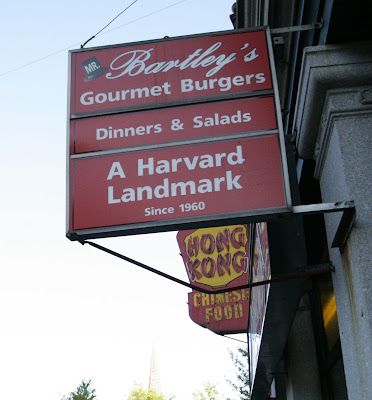 MR. Bartley's
Gourmet Burgers
Dinners & Salads
A Harvard
Landmark
Since 1960
HONG
KONG
CHINESE
FOOD